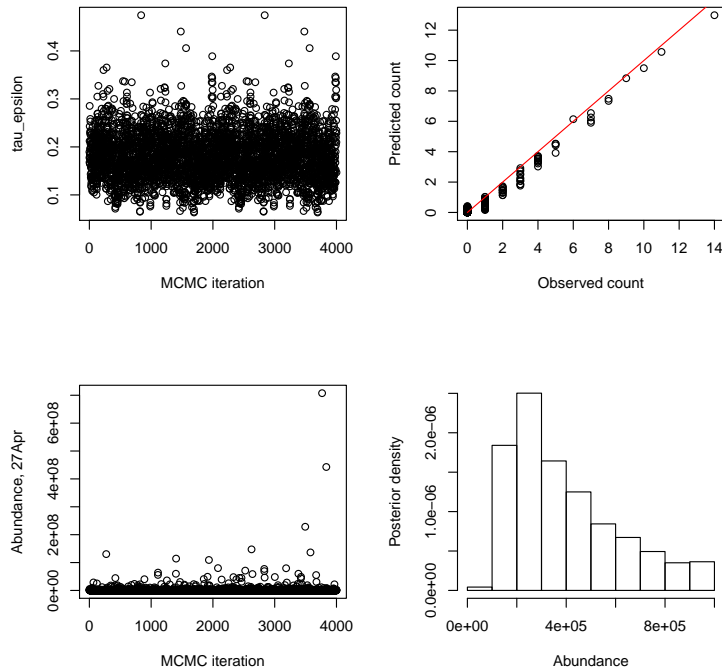 tau_epsilon
0.1 0.2 0.3 0.4
0 1000 2000 3000 4000
MCMC iteration
Predicted count
0 2 4 6 8 10 12
0 2 4 6 8 10 12 14
Observed count
Abundance, 27Apr
0e+00 2e+08 4e+08 6e+08
0 1000 2000 3000 4000
MCMC iteration
Posterior density
0.0e+00 1.0e−06 2.0e−06
0e+00 4e+05 8e+05
Abundance